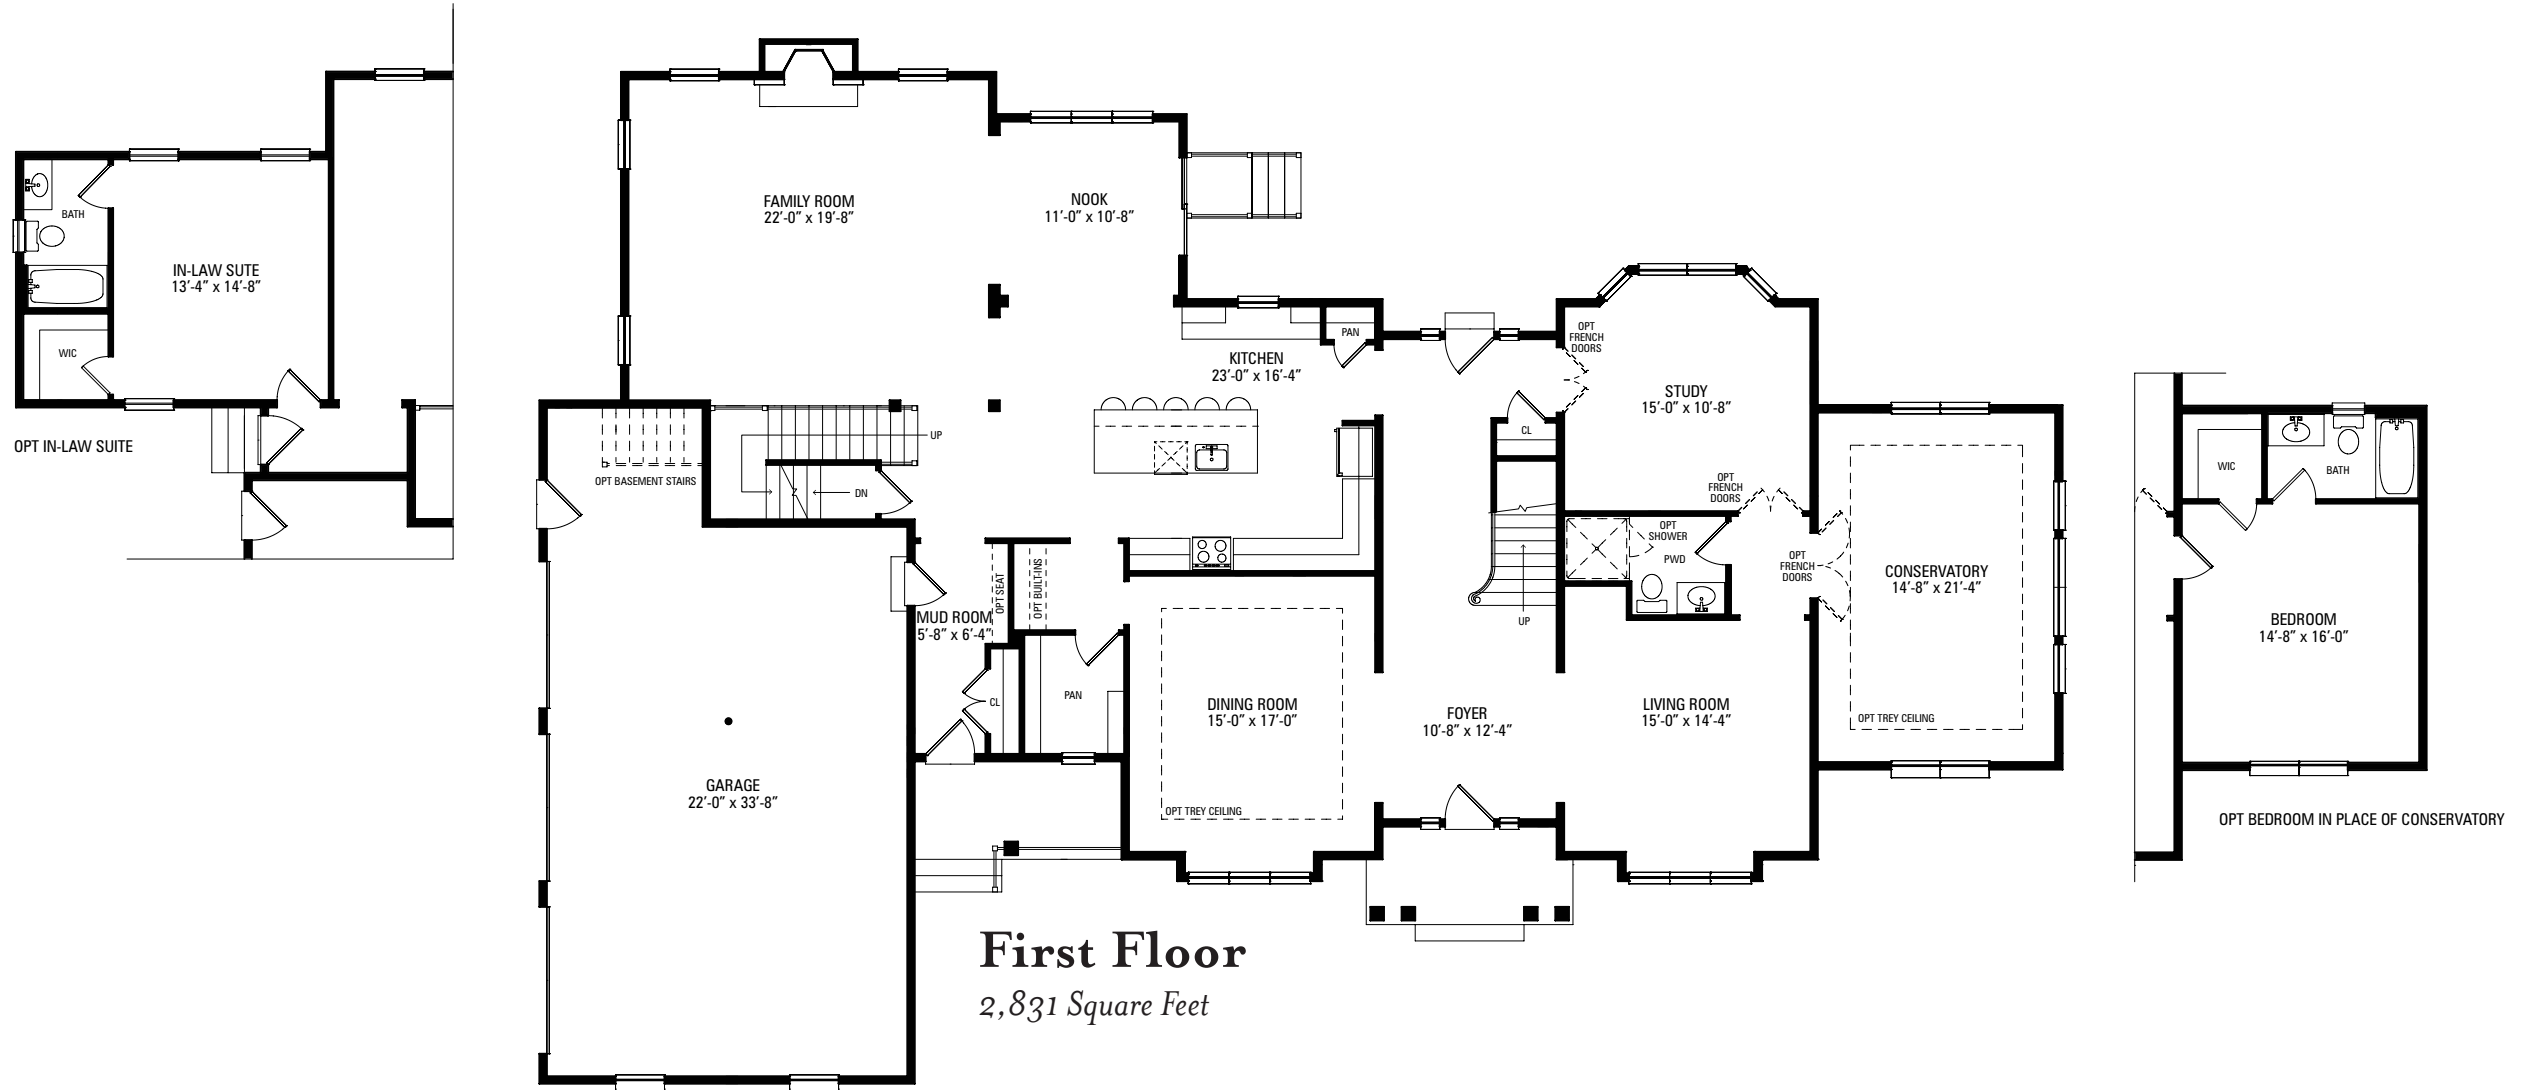 BATH
IN-LAW SUTE
13'-4" x 14'-8"
WIC
OPT IN-LAW SUITE
FAMILY ROOM
22'-0" x 19'-8"
NOOK
11'-0" x 10'-8"
PAN
KITCHEN
23'-0" x 16'-4"
OPT
FRENCH
DOORS
STUDY
15'-0" x 10'-8"
CL
UP
OPT BASEMENT STAIRS
DN
OPT
FRENCH
DOORS
OPT
SHOWER
PWD
OPT
FRENCH
DOORS
CONSERVATORY
14'-8" x 21'-4"
OPT TREY CEILING
OPT SEAT
OPT BUILT-INS
MUD ROOM
5'-8" x 6'-4"
UP
CL
PAN
DINING ROOM
15'-0" x 17'-0"
OPT TREY CEILING
FOYER
10'-8" x 12'-4"
LIVING ROOM
15'-0" x 14'-4"
GARAGE
22'-0" x 33'-8"
WIC
BATH
BEDROOM
14'-8" x 16'-0"
OPT BEDROOM IN PLACE OF CONSERVATORY
First Floor
2,831 Square Feet